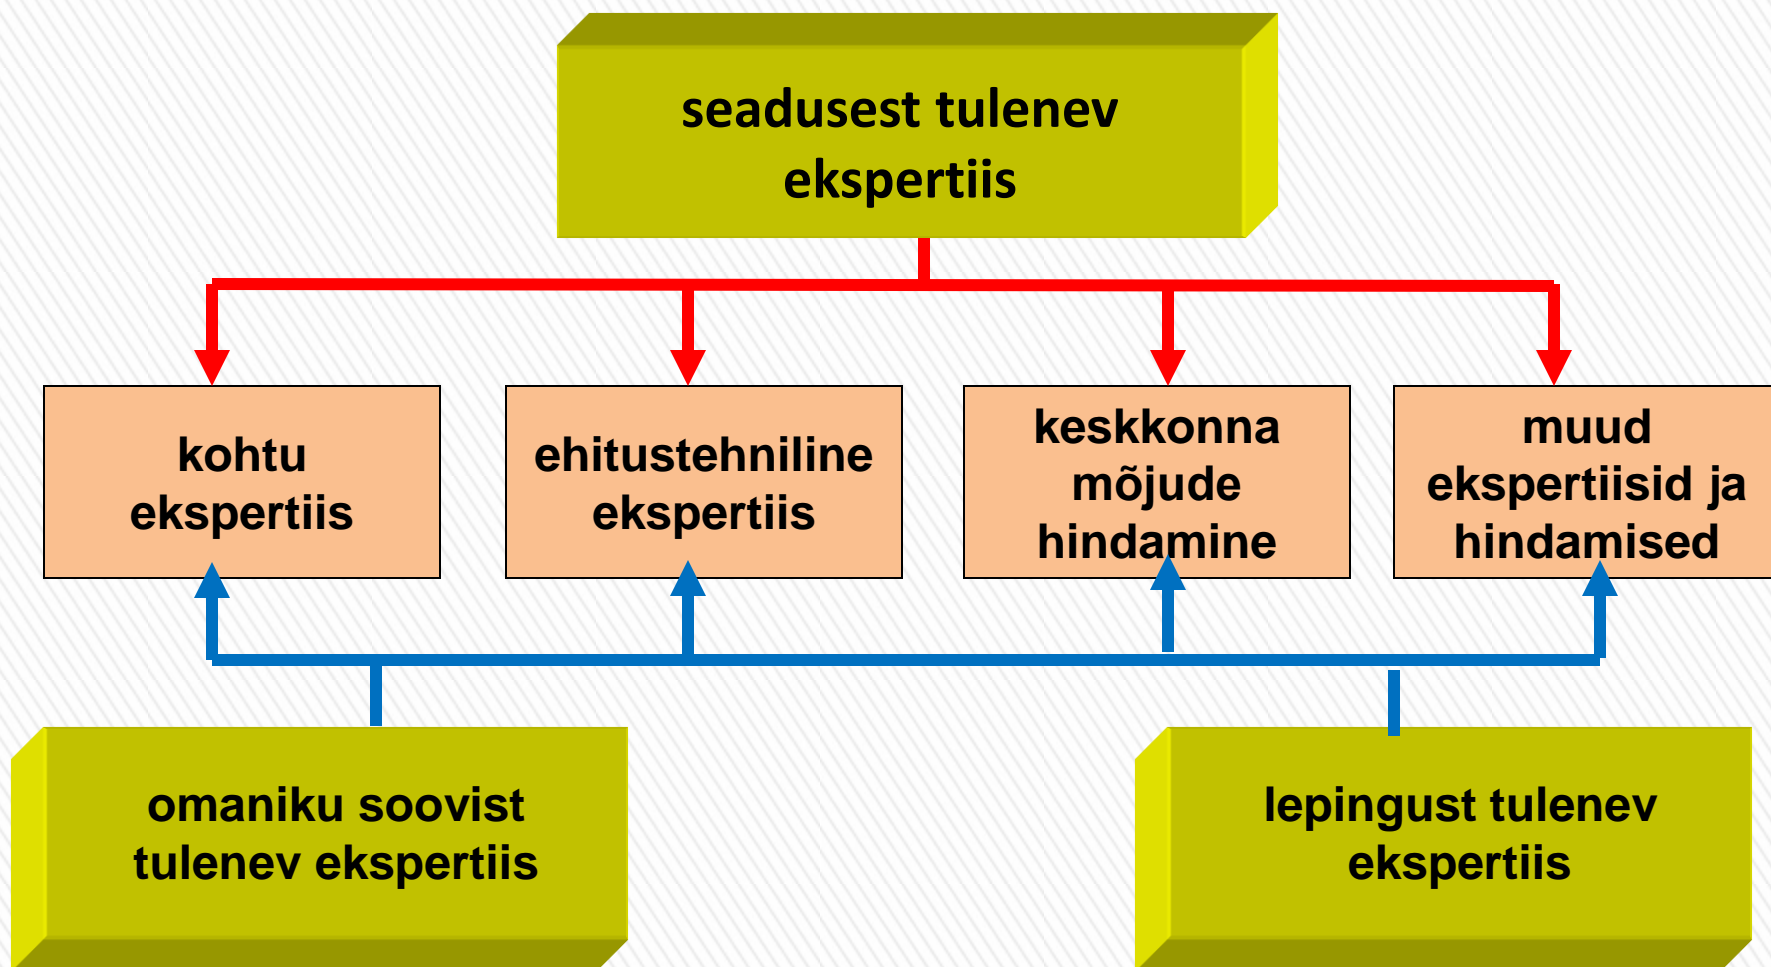 seadusest tulenev
ekspertiis
kohtu
ekspertiis
ehitustehniline
ekspertiis
keskkonna
mõjude
hindamine
muud
ekspertiisid ja
hindamised
omaniku soovist
tulenev ekspertiis
lepingust tulenev
ekspertiis